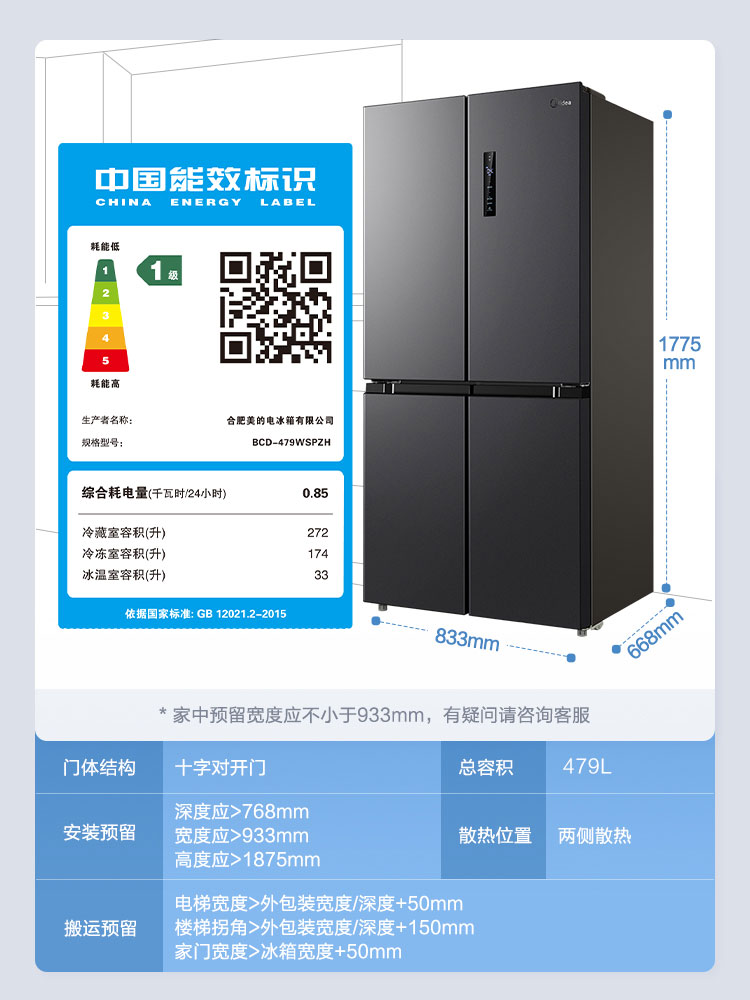 Midea
中国能效标识
CHINA ENERGY LABEL
耗能低
1
2
3
4
5
耗能高
1级
生产者名称：
合肥美的电冰箱有限公司
规格型号：
BCD-479WSPZH
综合耗电量(千瓦时/24小时)
0.85
冷藏室容积(升)
272
冷冻室容积(升)
174
冰温室容积(升)
33
依据国家标准: GB 12021.2-2015
1775
mm
833mm
668mm
* 家中预留宽度应不小于933mm，有疑问请咨询客服
门体结构
十字对开门
总容积
479L
安装预留
深度应>768mm
宽度应>933mm
高度应>1875mm
散热位置
两侧散热
搬运预留
电梯宽度>外包装宽度/深度+50mm
楼梯拐角>外包装宽度/深度+150mm
家门宽度>冰箱宽度+50mm